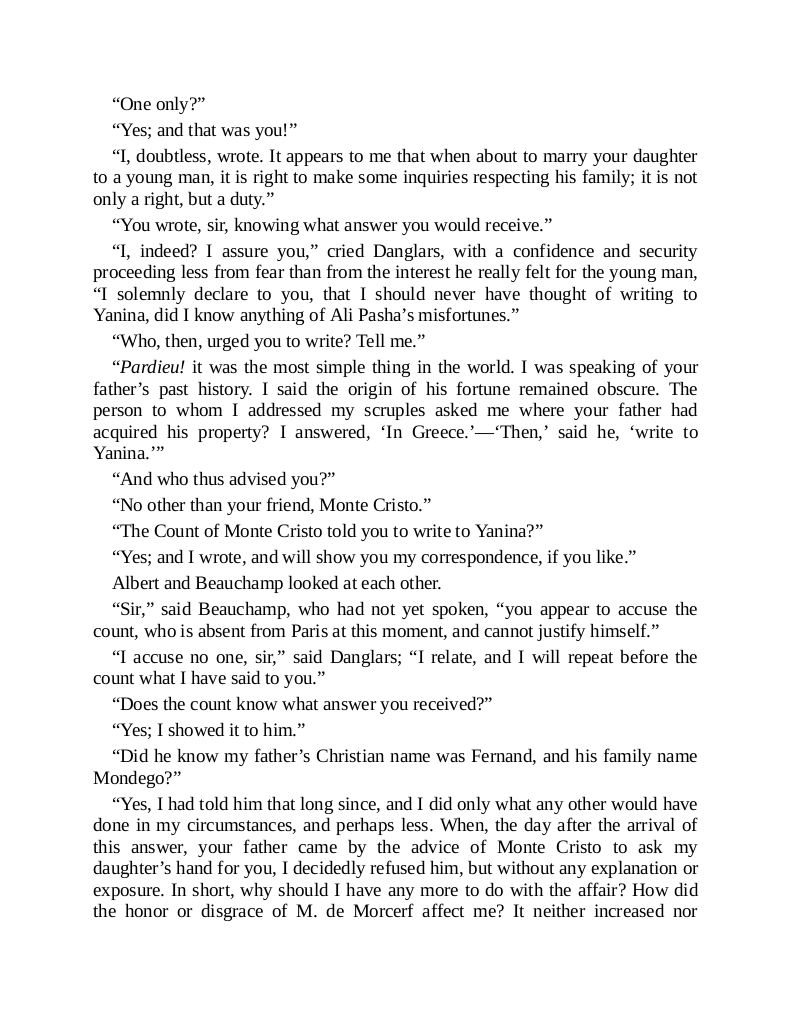 “One only?”
“Yes; and that was you!”
“I, doubtless, wrote. It appears to me that when about to marry your daughter
to a young man, it is right to make some inquiries respecting his family; it is not
only a right, but a duty.”
“You wrote, sir, knowing what answer you would receive.”
“I, indeed? I assure you,” cried Danglars, with a confidence and security
proceeding less from fear than from the interest he really felt for the young man,
“I solemnly declare to you, that I should never have thought of writing to
Yanina, did I know anything of Ali Pasha’s misfortunes.”
“Who, then, urged you to write? Tell me.”
“Pardieu! it was the most simple thing in the world. I was speaking of your
father’s past history. I said the origin of his fortune remained obscure. The
person to whom I addressed my scruples asked me where your father had
acquired his property? I answered, ‘In Greece.’—‘Then,’ said he, ‘write to
Yanina.’”
“And who thus advised you?”
“No other than your friend, Monte Cristo.”
“The Count of Monte Cristo told you to write to Yanina?”
“Yes; and I wrote, and will show you my correspondence, if you like.”
Albert and Beauchamp looked at each other.
“Sir,” said Beauchamp, who had not yet spoken, “you appear to accuse the
count, who is absent from Paris at this moment, and cannot justify himself.”
“I accuse no one, sir,” said Danglars; “I relate, and I will repeat before the
count what I have said to you.”
“Does the count know what answer you received?”
“Yes; I showed it to him.”
“Did he know my father’s Christian name was Fernand, and his family name
Mondego?”
“Yes, I had told him that long since, and I did only what any other would have
done in my circumstances, and perhaps less. When, the day after the arrival of
this answer, your father came by the advice of Monte Cristo to ask my
daughter’s hand for you, I decidedly refused him, but without any explanation or
exposure. In short, why should I have any more to do with the affair? How did
the honor or disgrace of M. de Morcerf affect me? It neither increased nor